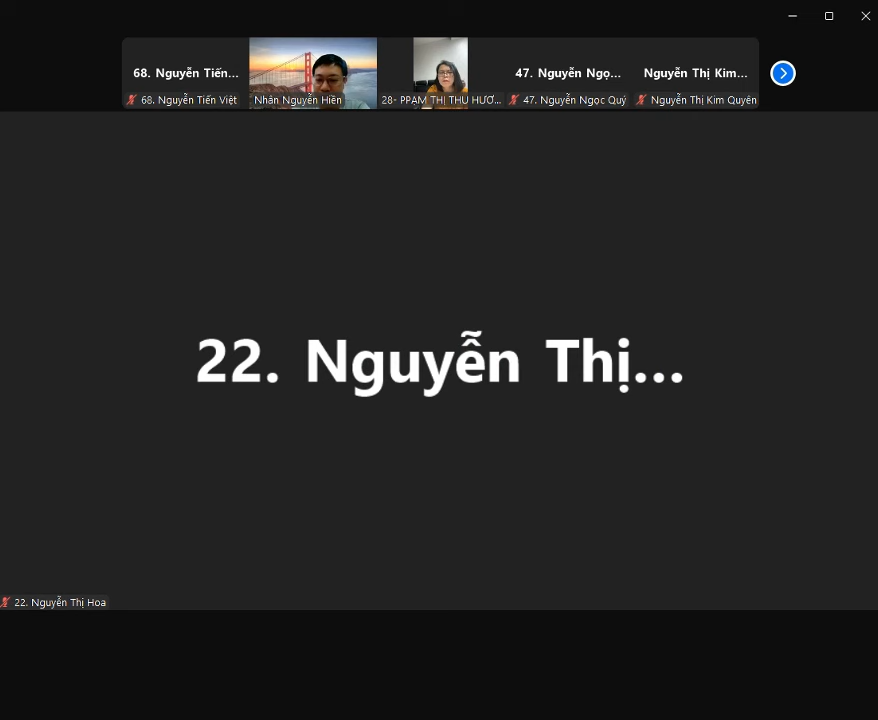 68. Nguyễn Tiến...
47. Nguyễn Ngọ...
Nguyễn Thị Kim...
68. Nguyễn Tiến Việt
Nhân Nguyễn Hiền
28- PPẠM THỊ THU HƯƠ...
47. Nguyễn Ngọc Quý
Nguyễn Thị Kim Quyên
22. Nguyễn Thị...
22. Nguyễn Thị Hoa